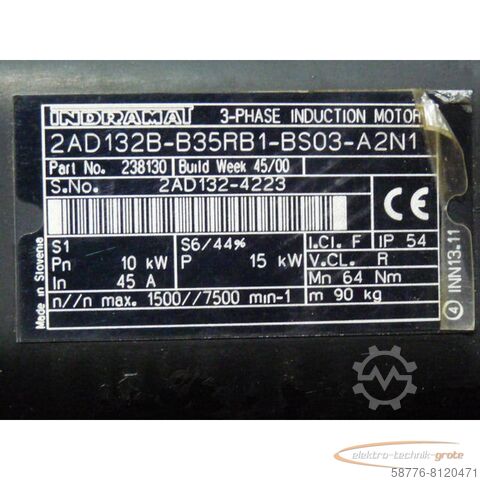 INDRAMAT 3-PHASE INDUCTION MOTOR
2AD132B-B35RB1-BS03-A2N1
Part No. 238130 Build Week 45/00
S.No. 2AD132-4223
CE
S1 S6/44% I.Cl. F IP 54
Pn 10 kW P 15 kW V.CL. R
In 45 A Mn 64 Nm
n//n max. 1500//7500 min-1 m 90 kg
Made in Slovenia
4 INN13.11
elektro-technik-grote
58776-8120471